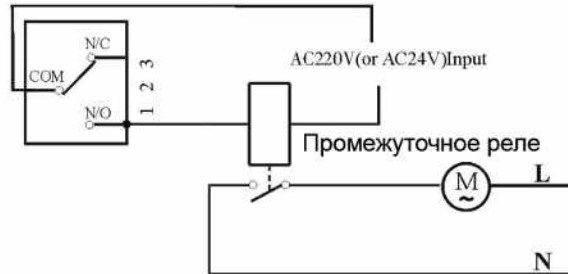 N/C
COM
N/O
1 2 3
AC220V(or AC24V)Input
Промежуточное реле
M
~
L
N